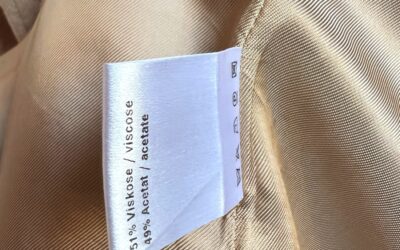 51% Viskose / viscose
49% Acetat / acetate